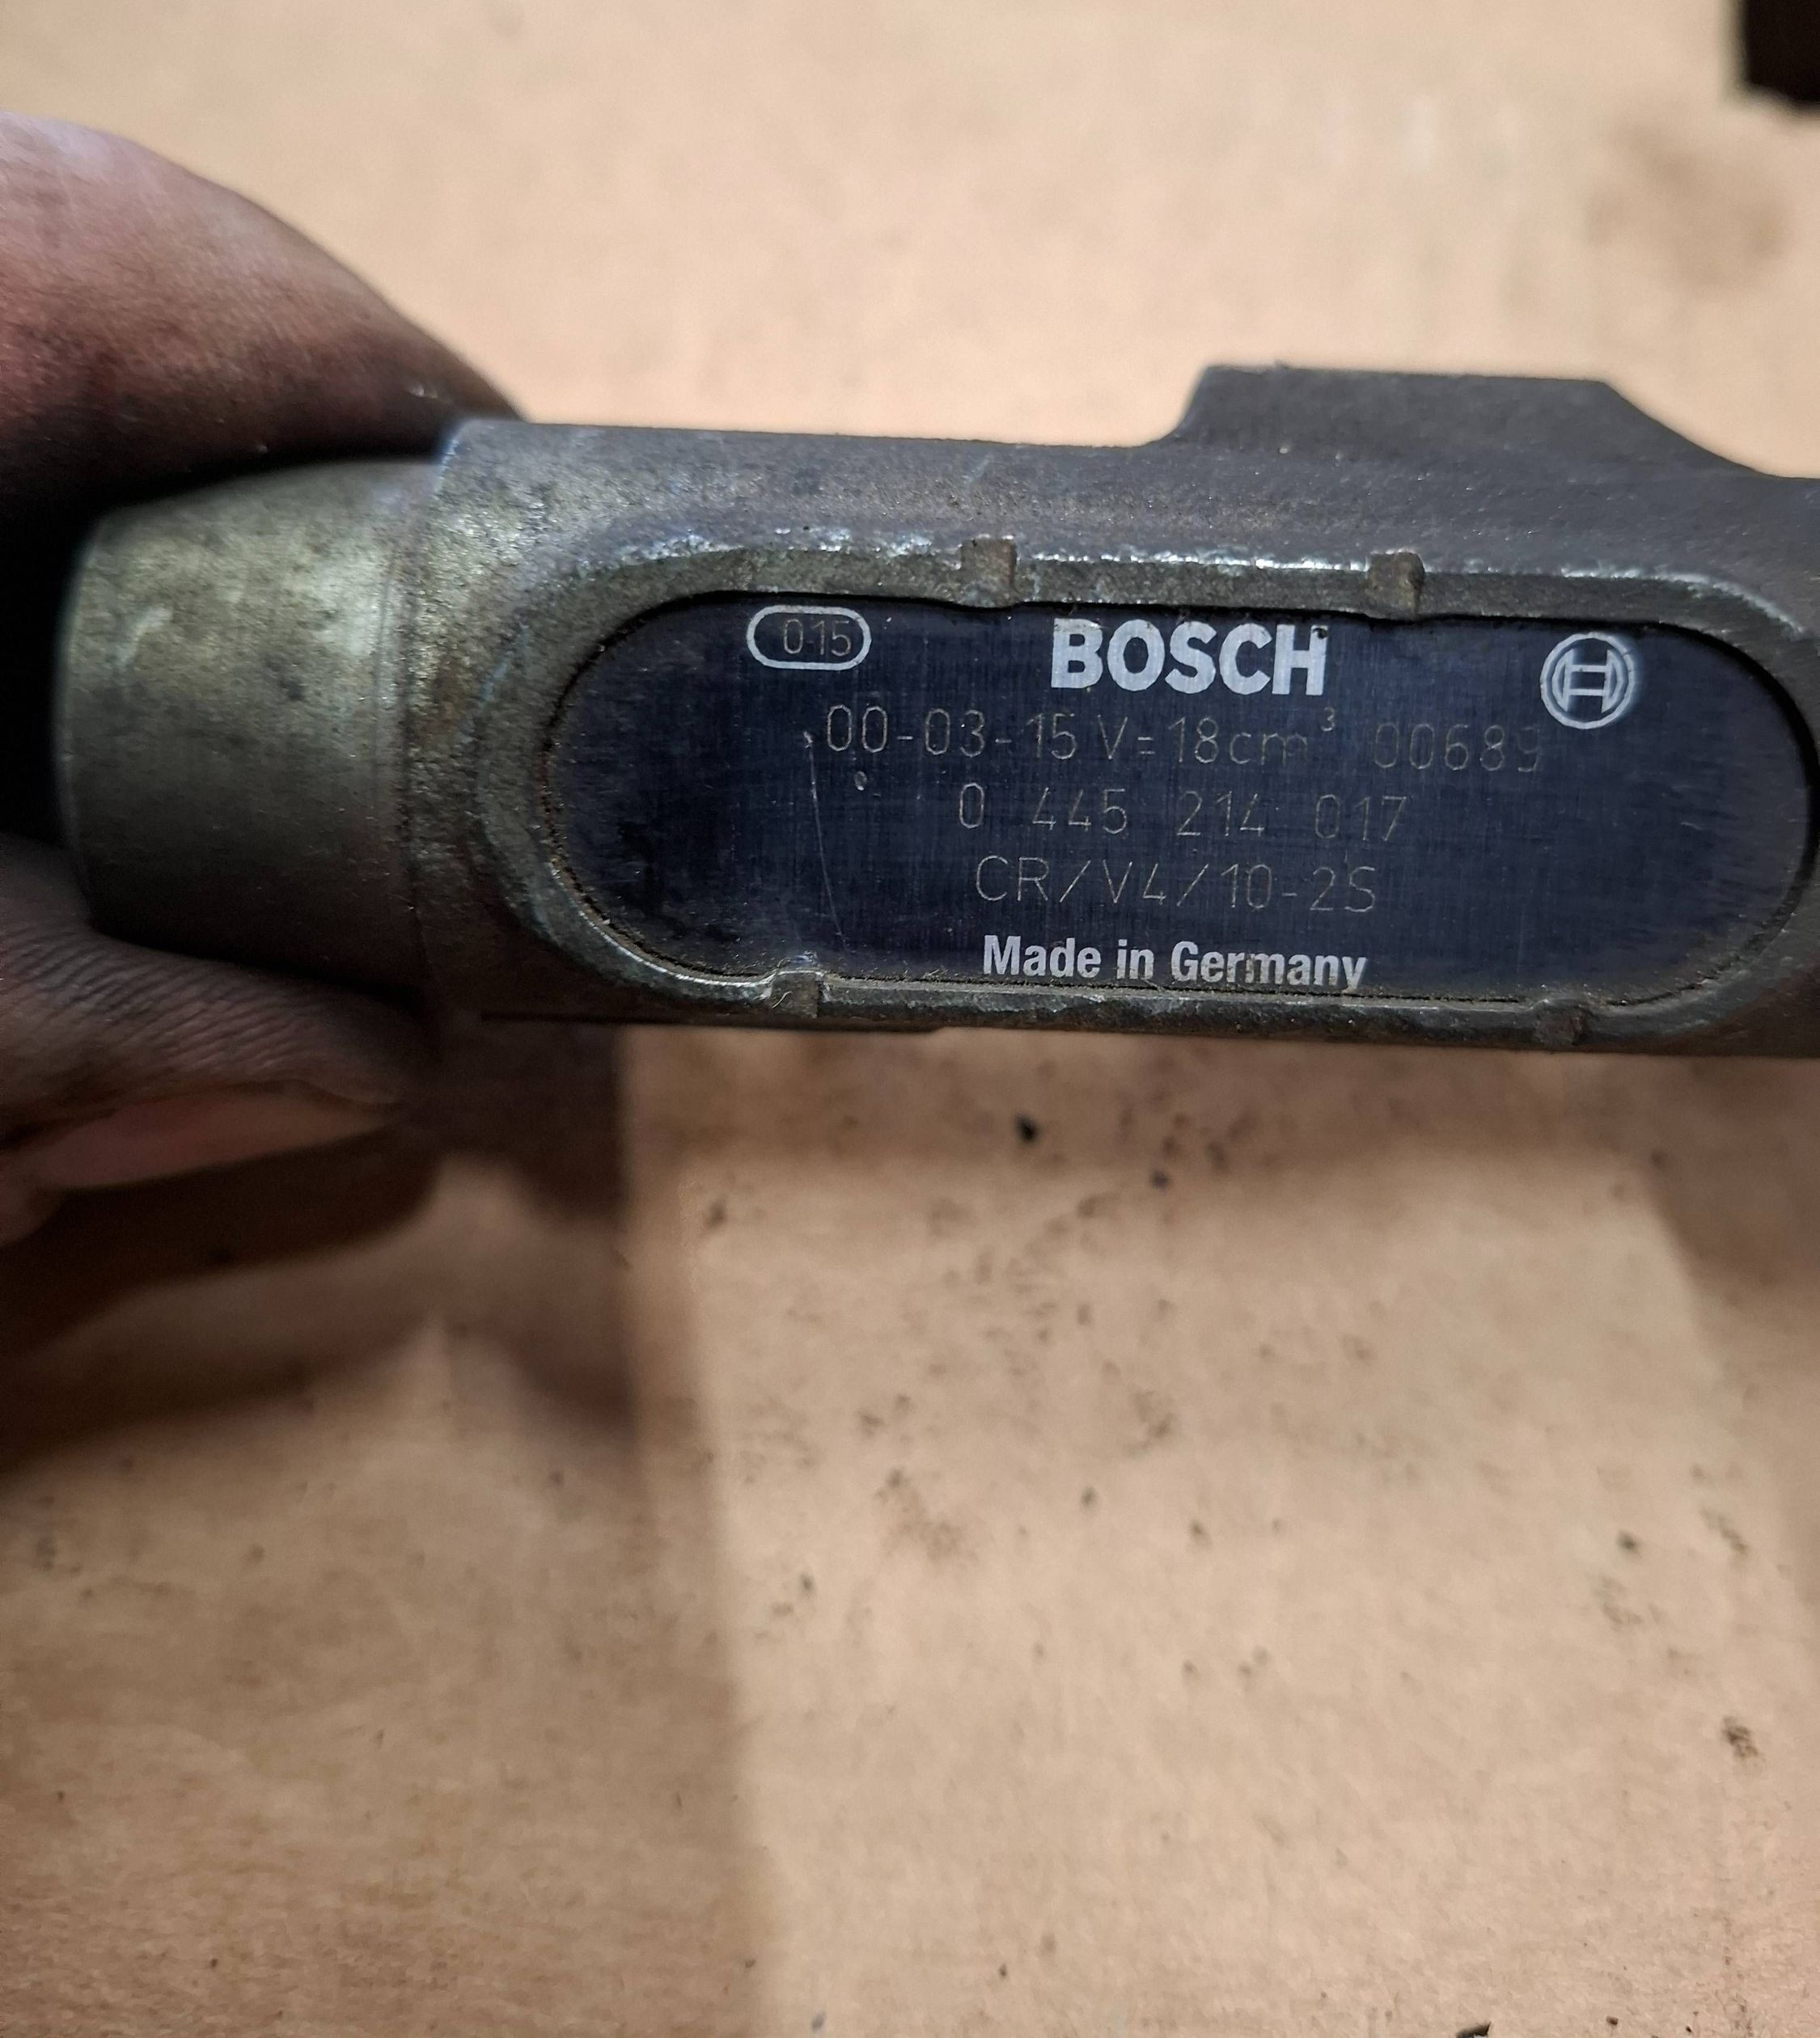 015
BOSCH
00-03-15 V=18cm³ 00689
0 445 214 017
CR/V4/10-2S
Made in Germany